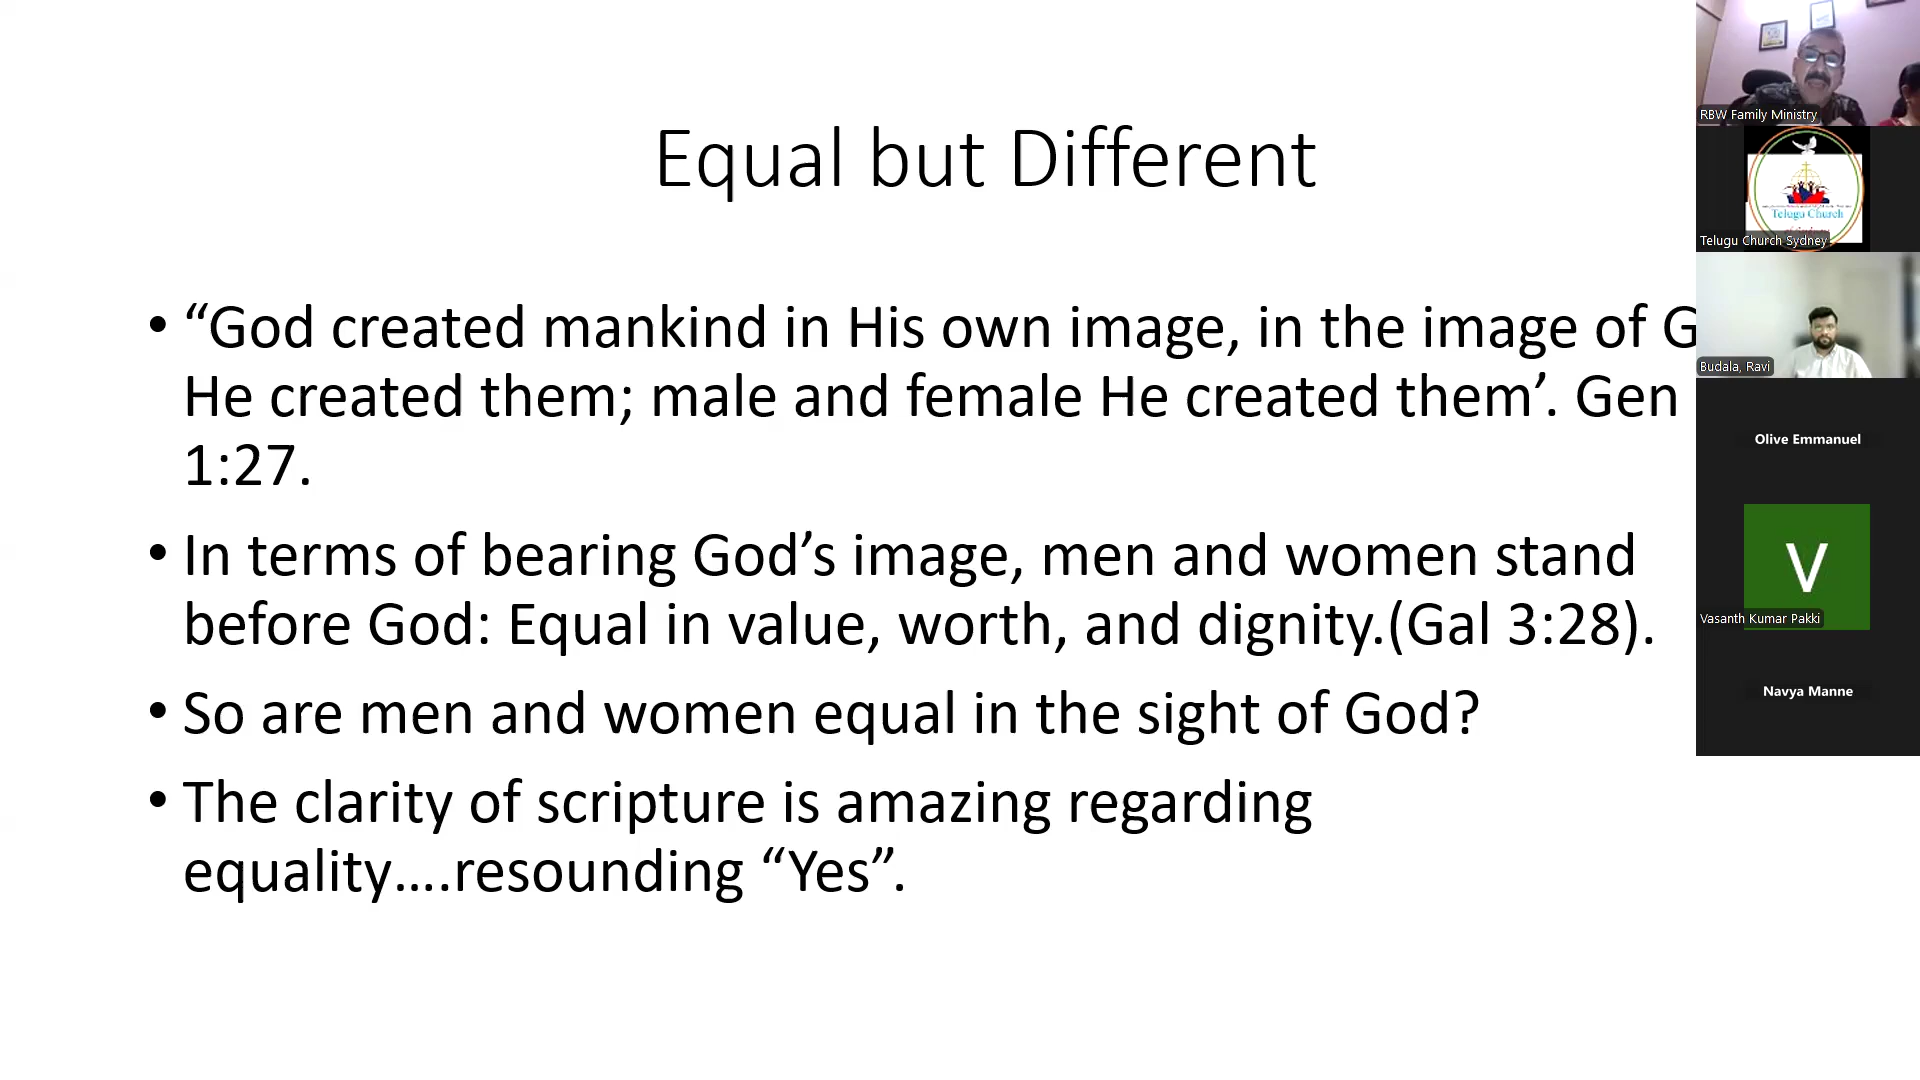 Equal but Different
• “God created mankind in His own image, in the image of G
He created them; male and female He created them’. Gen
1:27.
• In terms of bearing God’s image, men and women stand
before God: Equal in value, worth, and dignity.(Gal 3:28).
• So are men and women equal in the sight of God?
• The clarity of scripture is amazing regarding
equality....resounding “Yes”.
RBW Family Ministry
Telugu Church
Telugu Church Sydney
Budala, Ravi
Olive Emmanuel
V
Vasanth Kumar Pakki
Navya Manne